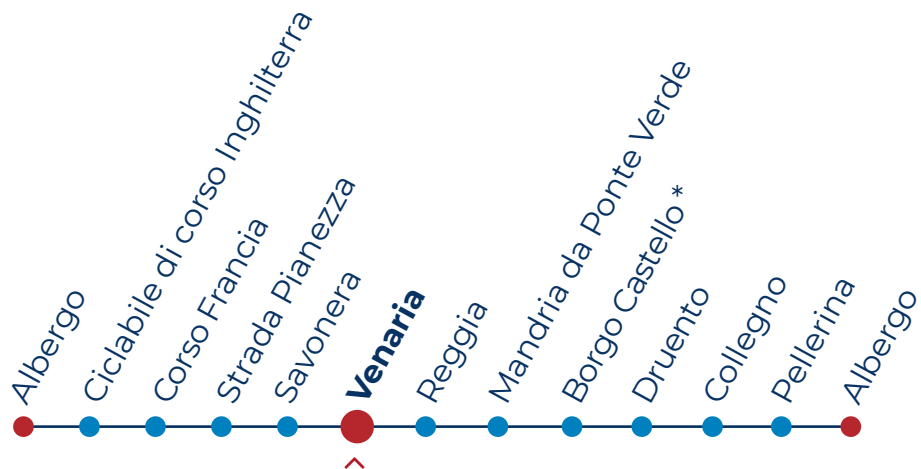 Albergo
Ciclabile di corso Inghilterra
Corso Francia
Strada Pianezza
Savonera
Venaria
Reggia
Mandria da Ponte Verde
Borgo Castello*
Druento
Collegno
Pellerina
Albergo